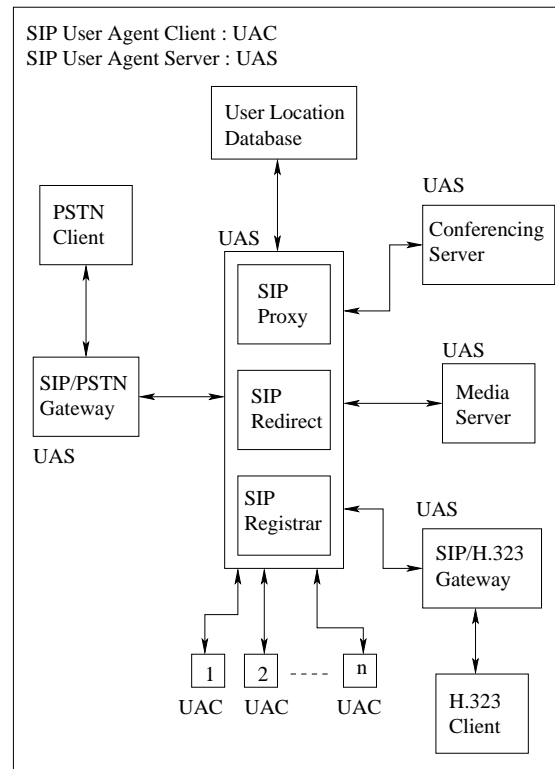 SIP User Agent Client : UAC
SIP User Agent Server : UAS
User Location
Database
UAS
PSTN
Client
UAS
Conferencing
Server
SIP
Proxy
SIP/PSTN
Gateway
UAS
SIP
Redirect
UAS
Media
Server
SIP
Registrar
UAS
SIP/H.323
Gateway
1
2
n
UAC
UAC
UAC
H.323
Client